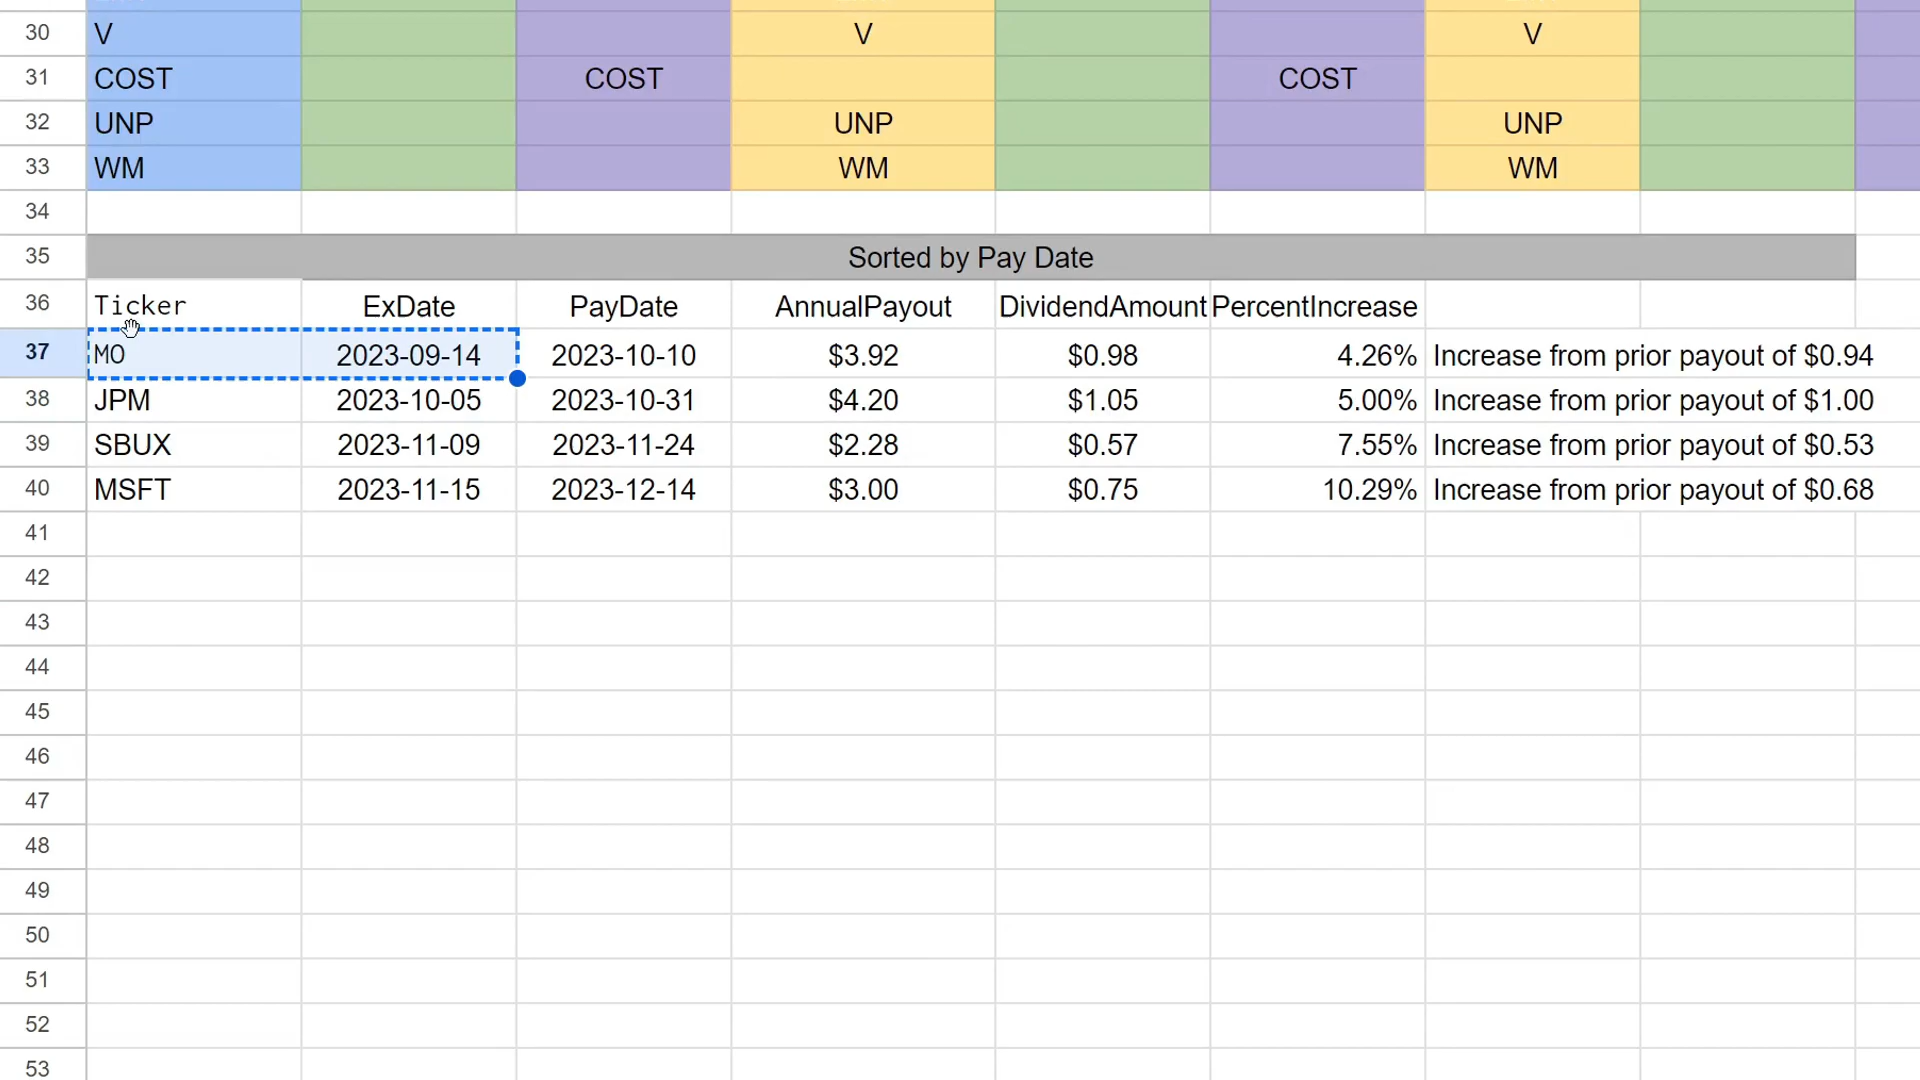 30 V V V
31 COST COST COST
32 UNP UNP UNP
33 WM WM WM
34
35 Sorted by Pay Date
36 Ticker ExDate PayDate AnnualPayout DividendAmount PercentIncrease
37 MO 2023-09-14 2023-10-10 $3.92 $0.98 4.26% Increase from prior payout of $0.94
38 JPM 2023-10-05 2023-10-31 $4.20 $1.05 5.00% Increase from prior payout of $1.00
39 SBUX 2023-11-09 2023-11-24 $2.28 $0.57 7.55% Increase from prior payout of $0.53
40 MSFT 2023-11-15 2023-12-14 $3.00 $0.75 10.29% Increase from prior payout of $0.68
41
42
43
44
45
46
47
48
49
50
51
52
53